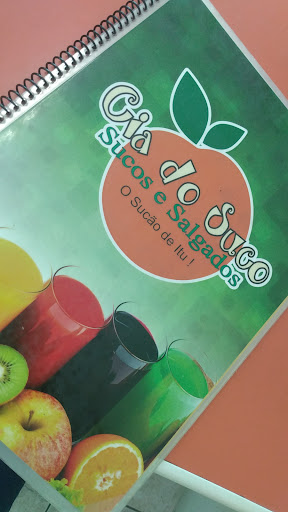 Cia do Suco
Sucos e Salgados
O Sucão de Itu !